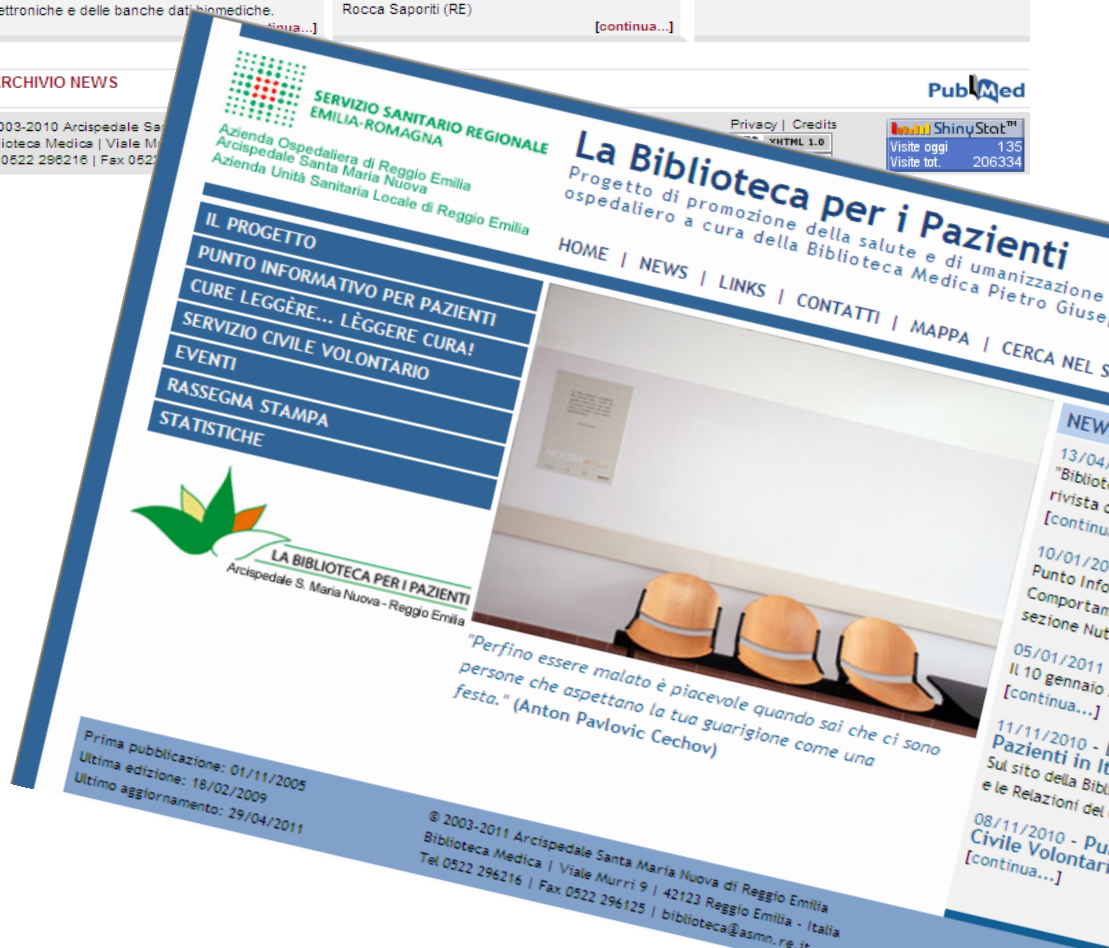 ettroniche e delle banche dati biomediche.
[continua...]
Rocca Saporiti (RE)
[continua...]
RCHIVIO NEWS
PubMed
003-2010 Arcispedale
ioteca Medica | Viale
0522 296216 | Fax
Privacy | Credits
XHTML 1.0
ShinyStat™
Visite oggi 135
Visite tot. 206334
SERVIZIO SANITARIO REGIONALE
EMILIA-ROMAGNA
Azienda Ospedaliera di Reggio Emilia
Arcispedale Santa Maria Nuova
Azienda Unità Sanitaria Locale di Reggio Emilia
La Biblioteca per i Pazienti
Progetto di promozione della salute e di umanizzazione
ospedaliero a cura della Biblioteca Medica Pietro Giuse
HOME | NEWS | LINKS | CONTATTI | MAPPA | CERCA NEL S
IL PROGETTO
PUNTO INFORMATIVO PER PAZIENTI
CURE LEGGÈRE... LÈGGERE CURA!
SERVIZIO CIVILE VOLONTARIO
EVENTI
RASSEGNA STAMPA
STATISTICHE
LA BIBLIOTECA PER I PAZIENTI
Arcispedale S. Maria Nuova - Reggio Emilia
"Perfino essere malato è piacevole quando sai che ci sono
persone che aspettano la tua guarigione come una
festa." (Anton Pavlovic Cechov)
NEW
13/04/
"Bibliote
rivista
[continu
10/01/20
Punto Info
Comportam
sezione Nut
05/01/2011
Il 10 gennaio
[continua...]
11/11/2010 -
Pazienti in It
Sul sito della Bibl
e le Relazioni del
08/11/2010 - Pu
Civile Volontari
[continua...]
Prima pubblicazione: 01/11/2005
Ultima edizione: 18/02/2009
Ultimo aggiornamento: 29/04/2011
© 2003-2011 Arcispedale Santa Maria Nuova di Reggio Emilia
Biblioteca Medica | Viale Murri 9 | 42123 Reggio Emilia - Italia
Tel 0522 296216 | Fax 0522 296125 | biblioteca@asmn.re.it